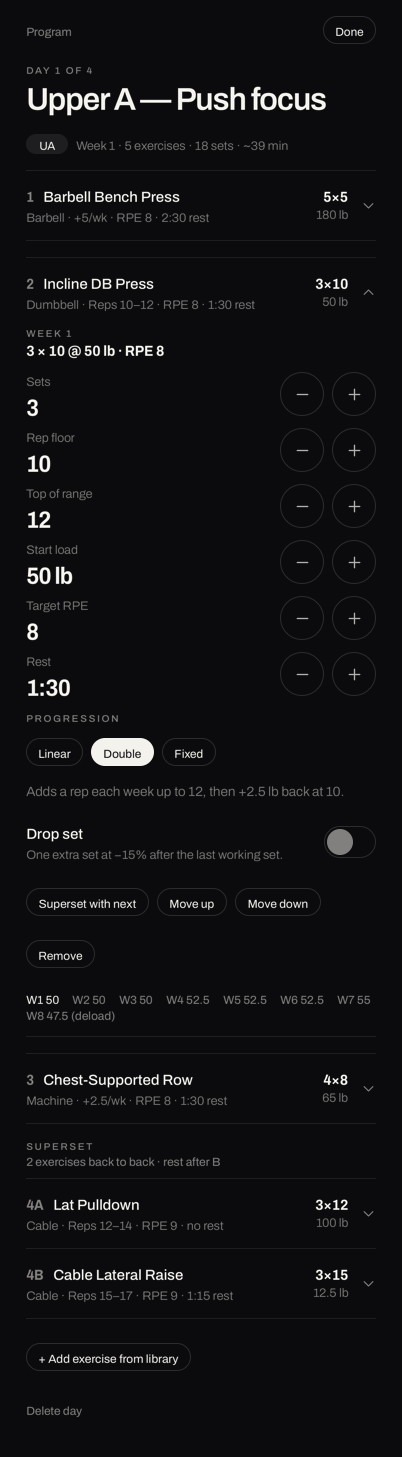 Program
Done
DAY 1 OF 4
Upper A — Push focus
UA
Week 1 · 5 exercises · 18 sets · ~39 min
1 Barbell Bench Press
5×5
Barbell · +5/wk · RPE 8 · 2:30 rest
180 lb
2 Incline DB Press
3×10
Dumbbell · Reps 10–12 · RPE 8 · 1:30 rest
50 lb
WEEK 1
3 × 10 @ 50 lb · RPE 8
Sets
3
− +
Rep floor
10
− +
Top of range
12
− +
Start load
50 lb
− +
Target RPE
8
− +
Rest
1:30
− +
PROGRESSION
Linear Double Fixed
Adds a rep each week up to 12, then +2.5 lb back at 10.
Drop set
One extra set at −15% after the last working set.
Superset with next Move up Move down
Remove
W1 50 W2 50 W3 50 W4 52.5 W5 52.5 W6 52.5 W7 55
W8 47.5 (deload)
3 Chest-Supported Row
4×8
Machine · +2.5/wk · RPE 8 · 1:30 rest
65 lb
SUPERSET
2 exercises back to back · rest after B
4A Lat Pulldown
3×12
Cable · Reps 12–14 · RPE 9 · no rest
100 lb
4B Cable Lateral Raise
3×15
Cable · Reps 15–17 · RPE 9 · 1:15 rest
12.5 lb
+ Add exercise from library
Delete day